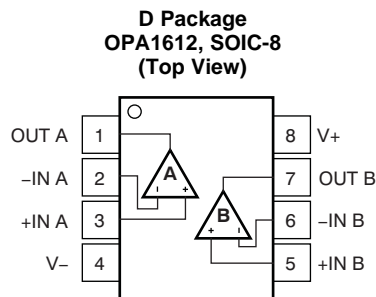 D Package
OPA1612, SOIC-8
(Top View)
OUT A 1 8 V+
–IN A 2 A 7 OUT B
+IN A 3 B 6 –IN B
V– 4 5 +IN B